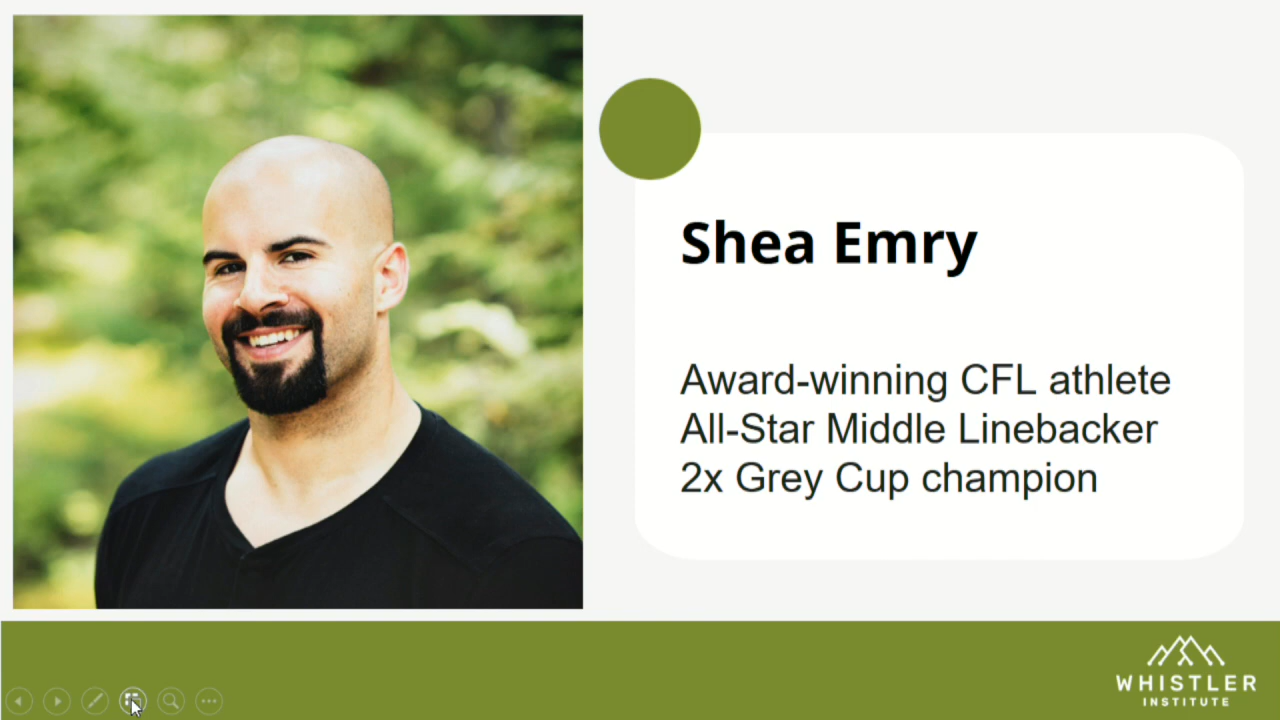 Shea Emry
Award-winning CFL athlete
All-Star Middle Linebacker
2x Grey Cup champion
WHISTLER
INSTITUTE